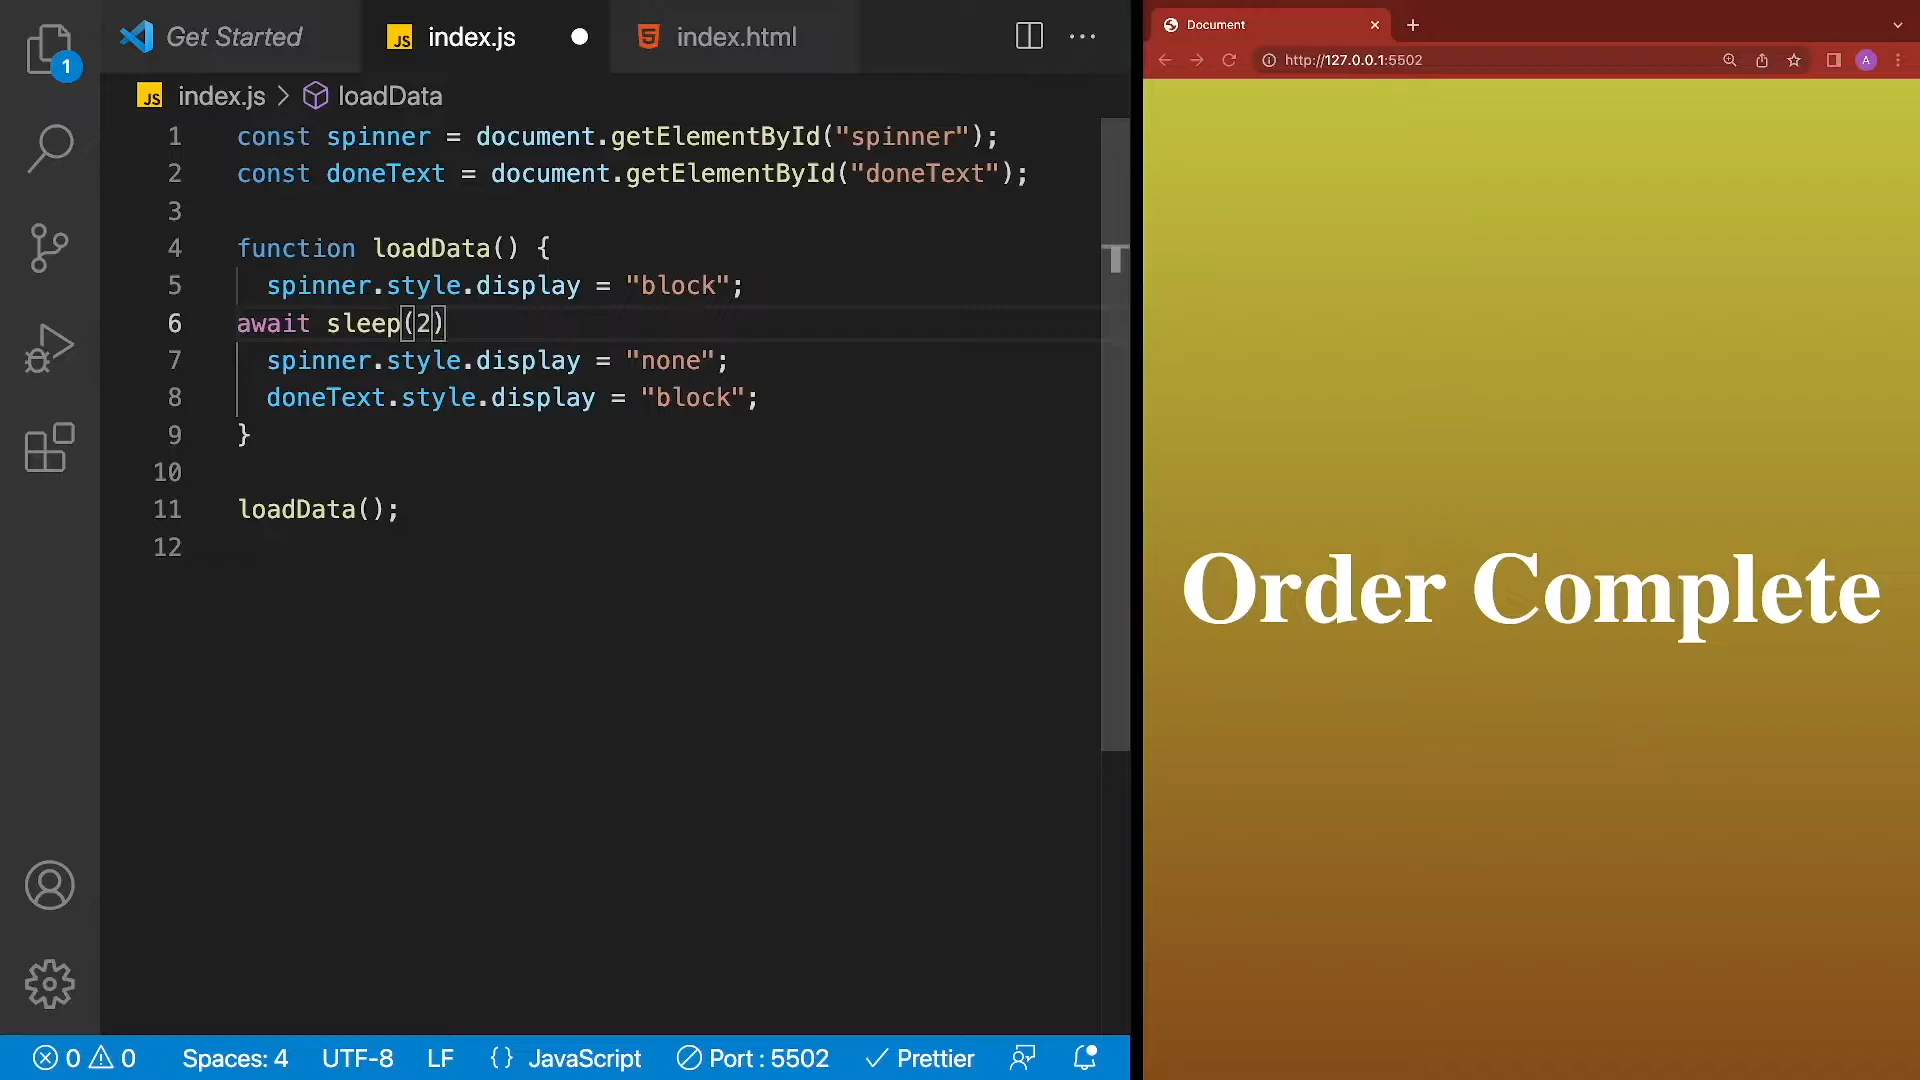 Get Started
JS index.js
index.html
1
JS index.js > loadData
1 const spinner = document.getElementById("spinner");
2 const doneText = document.getElementById("doneText");
3
4 function loadData() {
5 spinner.style.display = "block";
6 await sleep(2)
7 spinner.style.display = "none";
8 doneText.style.display = "block";
9 }
10
11 loadData();
12
0 0 Spaces: 4 UTF-8 LF {} JavaScript Port : 5502 Prettier
Document
http://127.0.0.1:5502
A
Order Complete